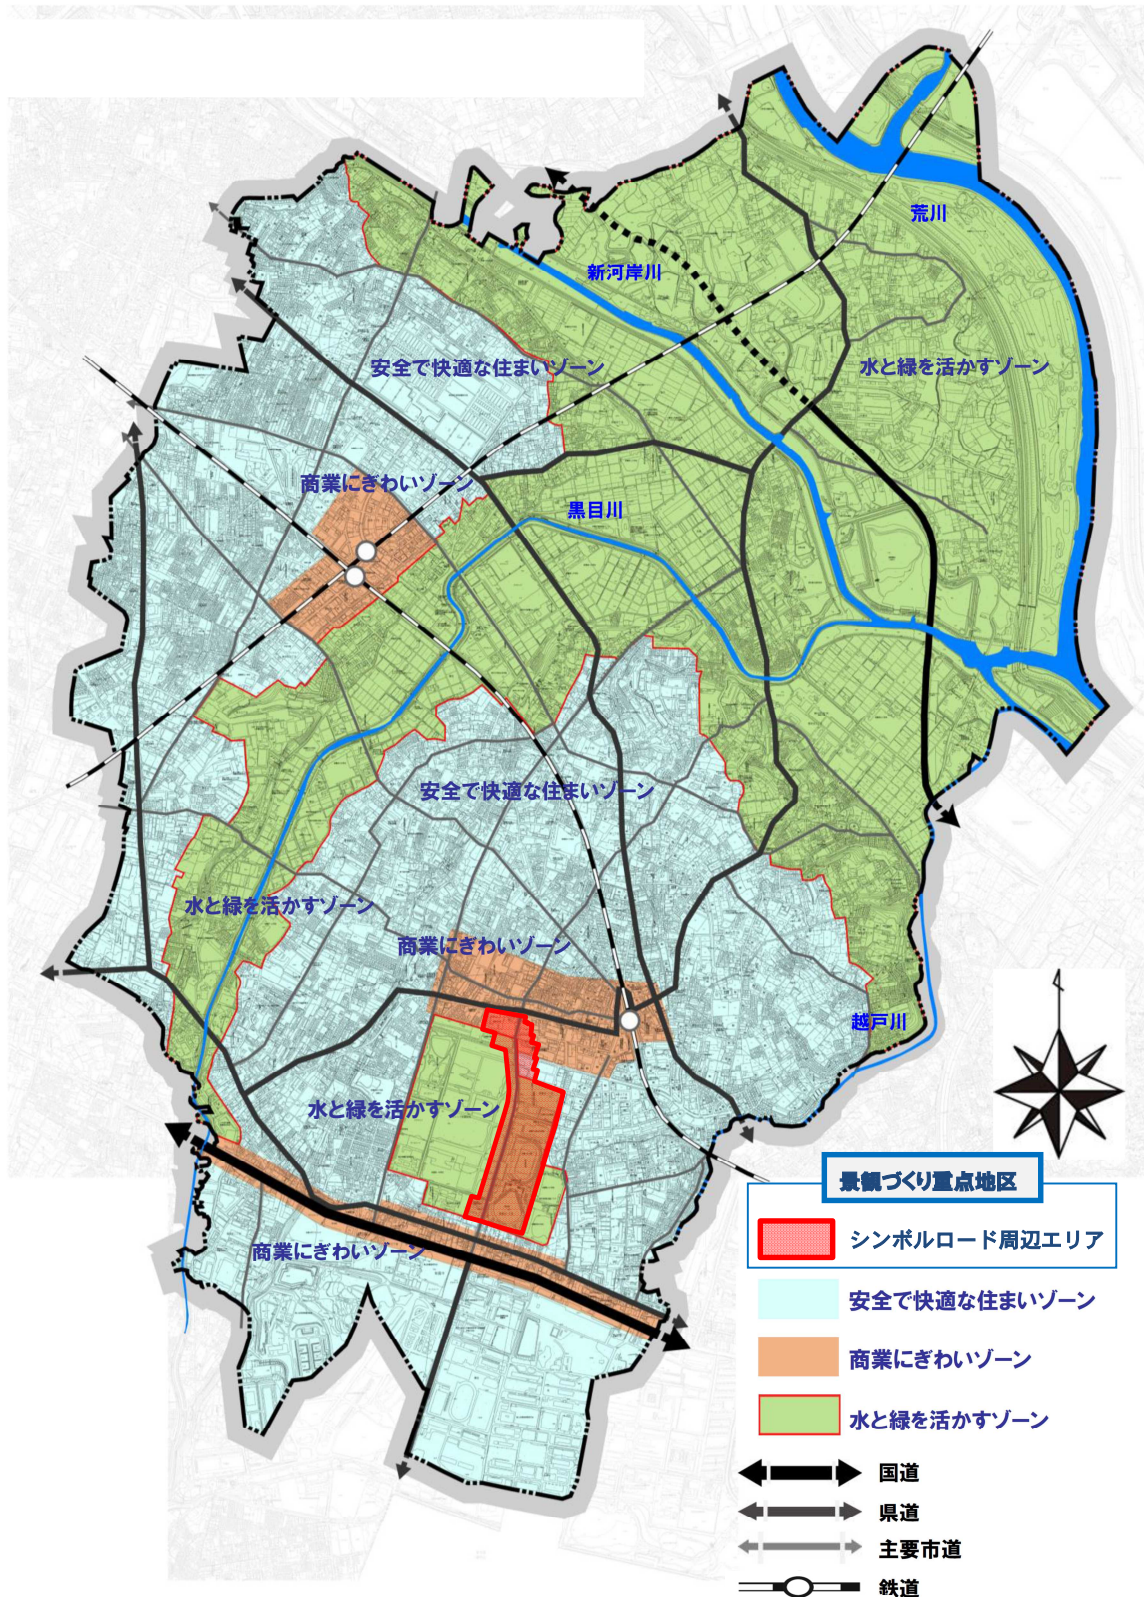 荒川
新河岸川
安全で快適な住まいゾーン
水と緑を活かすゾーン
商業にぎわいゾーン
黒目川
安全で快適な住まいゾーン
水と緑を活かすゾーン
商業にぎわいゾーン
越戸川
水と緑を活かすゾーン
商業にぎわいゾーン
景観づくり重点地区
シンボルロード周辺エリア
安全で快適な住まいゾーン
商業にぎわいゾーン
水と緑を活かすゾーン
国道
県道
主要市道
鉄道